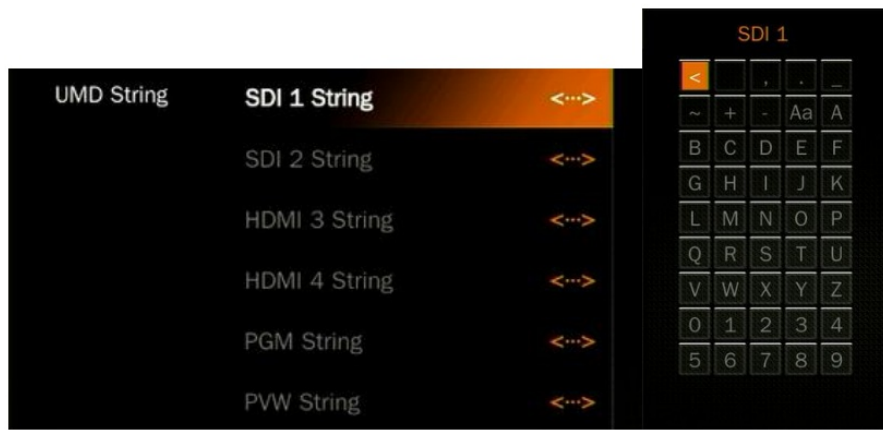 UMD String SDI 1 String <···>
SDI 2 String <···>
HDMI 3 String <···>
HDMI 4 String <···>
PGM String <···>
PVW String <···>
SDI 1
< , . _
~ + - Aa A
B C D E F
G H I J K
L M N O P
Q R S T U
V W X Y Z
0 1 2 3 4
5 6 7 8 9